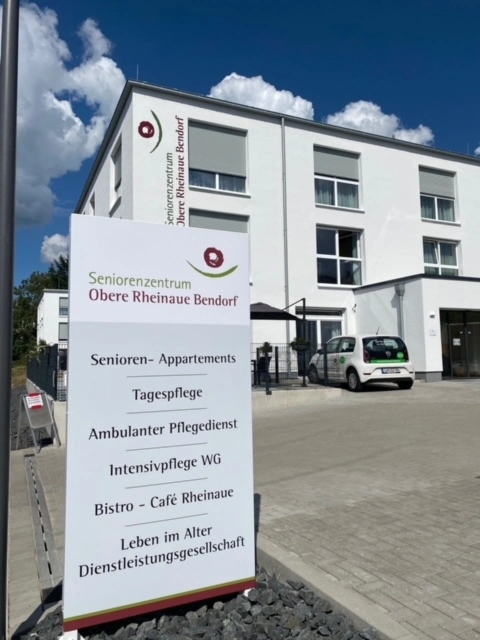 Seniorenzentrum
Obere Rheinaue Bendorf
Seniorenzentrum
Obere Rheinaue Bendorf
Senioren- Appartements
Tagespflege
Ambulanter Pflegedienst
Intensivpflege WG
Bistro - Café Rheinaue
Leben im Alter
Dienstleistungsgesellschaft